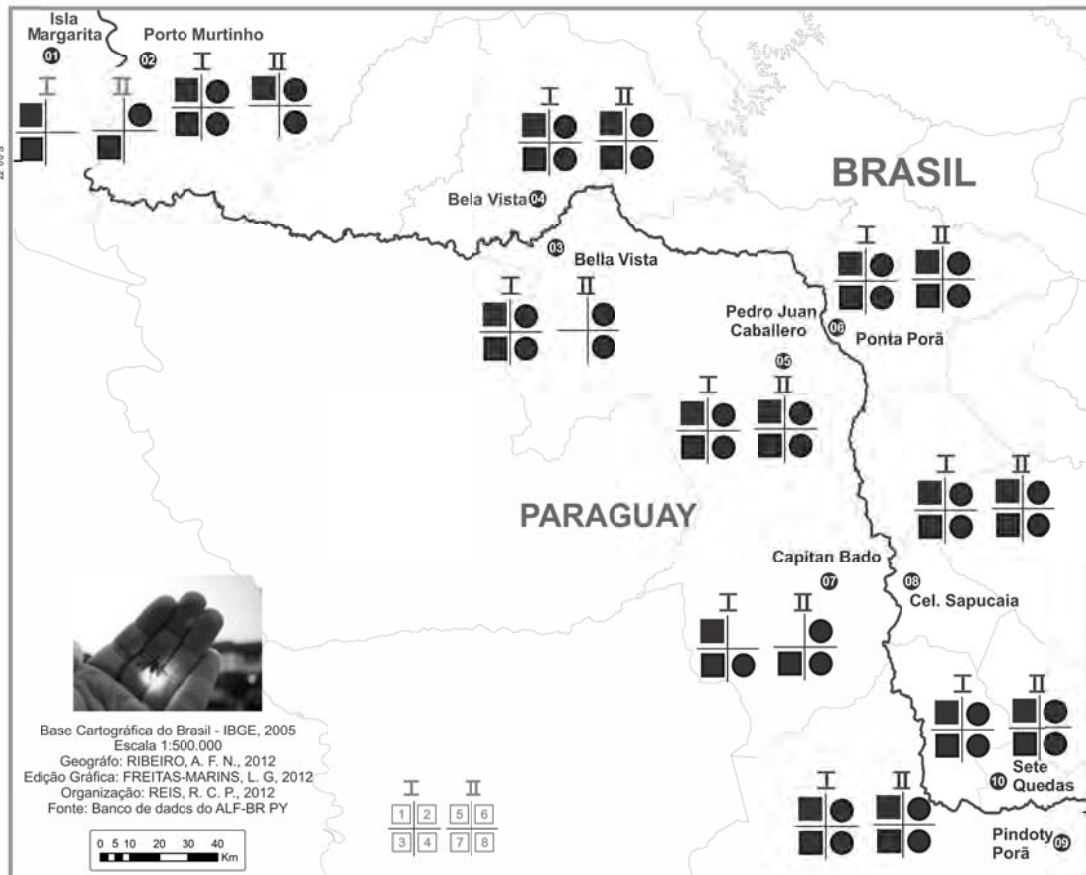 Isla
Margarita
01
Porto Murtinho
02
I II
I II
I II
Bela Vista 04
BRASIL
03
Bella Vista
I II
I II
Pedro Juan
Caballero
06
Ponta Porã
05
I II
PARAGUAY
I II
Capitan Bado
07
08
Cel. Sapucaia
I II
I II
10
Sete
Quedas
I II
Pindoty
Porã
09
Base Cartográfica do Brasil - IBGE, 2005
Escala 1:500.000
Geográfo: RIBEIRO, A. F. N., 2012
Edição Gráfica: FREITAS-MARINS, L. G, 2012
Organização: REIS, R. C. P., 2012
Fonte: Banco de dados do ALF-BR PY
0 5 10 20 30 40
Km
I II
1 2 5 6
3 4 7 8